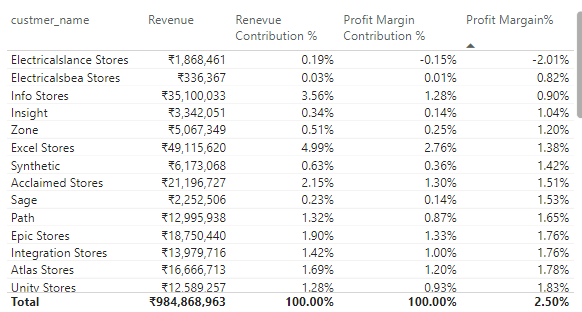 custmer_name Revenue Renevue Contribution % Profit Margin Contribution % Profit Margain%
Electricalslance Stores ₹1,868,461 0.19% -0.15% -2.01%
Electricalsbea Stores ₹336,367 0.03% 0.01% 0.82%
Info Stores ₹35,100,033 3.56% 1.28% 0.90%
Insight ₹3,342,051 0.34% 0.14% 1.04%
Zone ₹5,067,349 0.51% 0.25% 1.20%
Excel Stores ₹49,115,620 4.99% 2.76% 1.38%
Synthetic ₹6,173,068 0.63% 0.36% 1.42%
Acclaimed Stores ₹21,196,727 2.15% 1.30% 1.51%
Sage ₹2,252,506 0.23% 0.14% 1.53%
Path ₹12,995,938 1.32% 0.87% 1.65%
Epic Stores ₹18,750,440 1.90% 1.33% 1.76%
Integration Stores ₹13,979,716 1.42% 1.00% 1.76%
Atlas Stores ₹16,666,713 1.69% 1.20% 1.78%
Unity Stores ₹12,589,257 1.28% 0.93% 1.83%
Total ₹984,868,963 100.00% 100.00% 2.50%